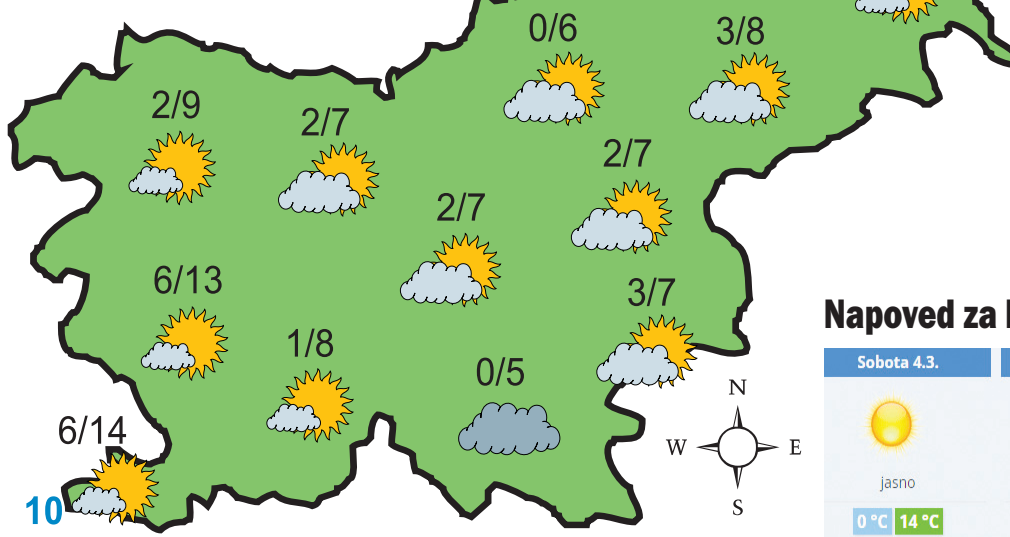 0/6
3/8
2/9
2/7
2/7
2/7
6/13
3/7
1/8
0/5
6/14
10
N
W E
S
Napoved za
Sobota 4.3.
jasno
0 °C 14 °C